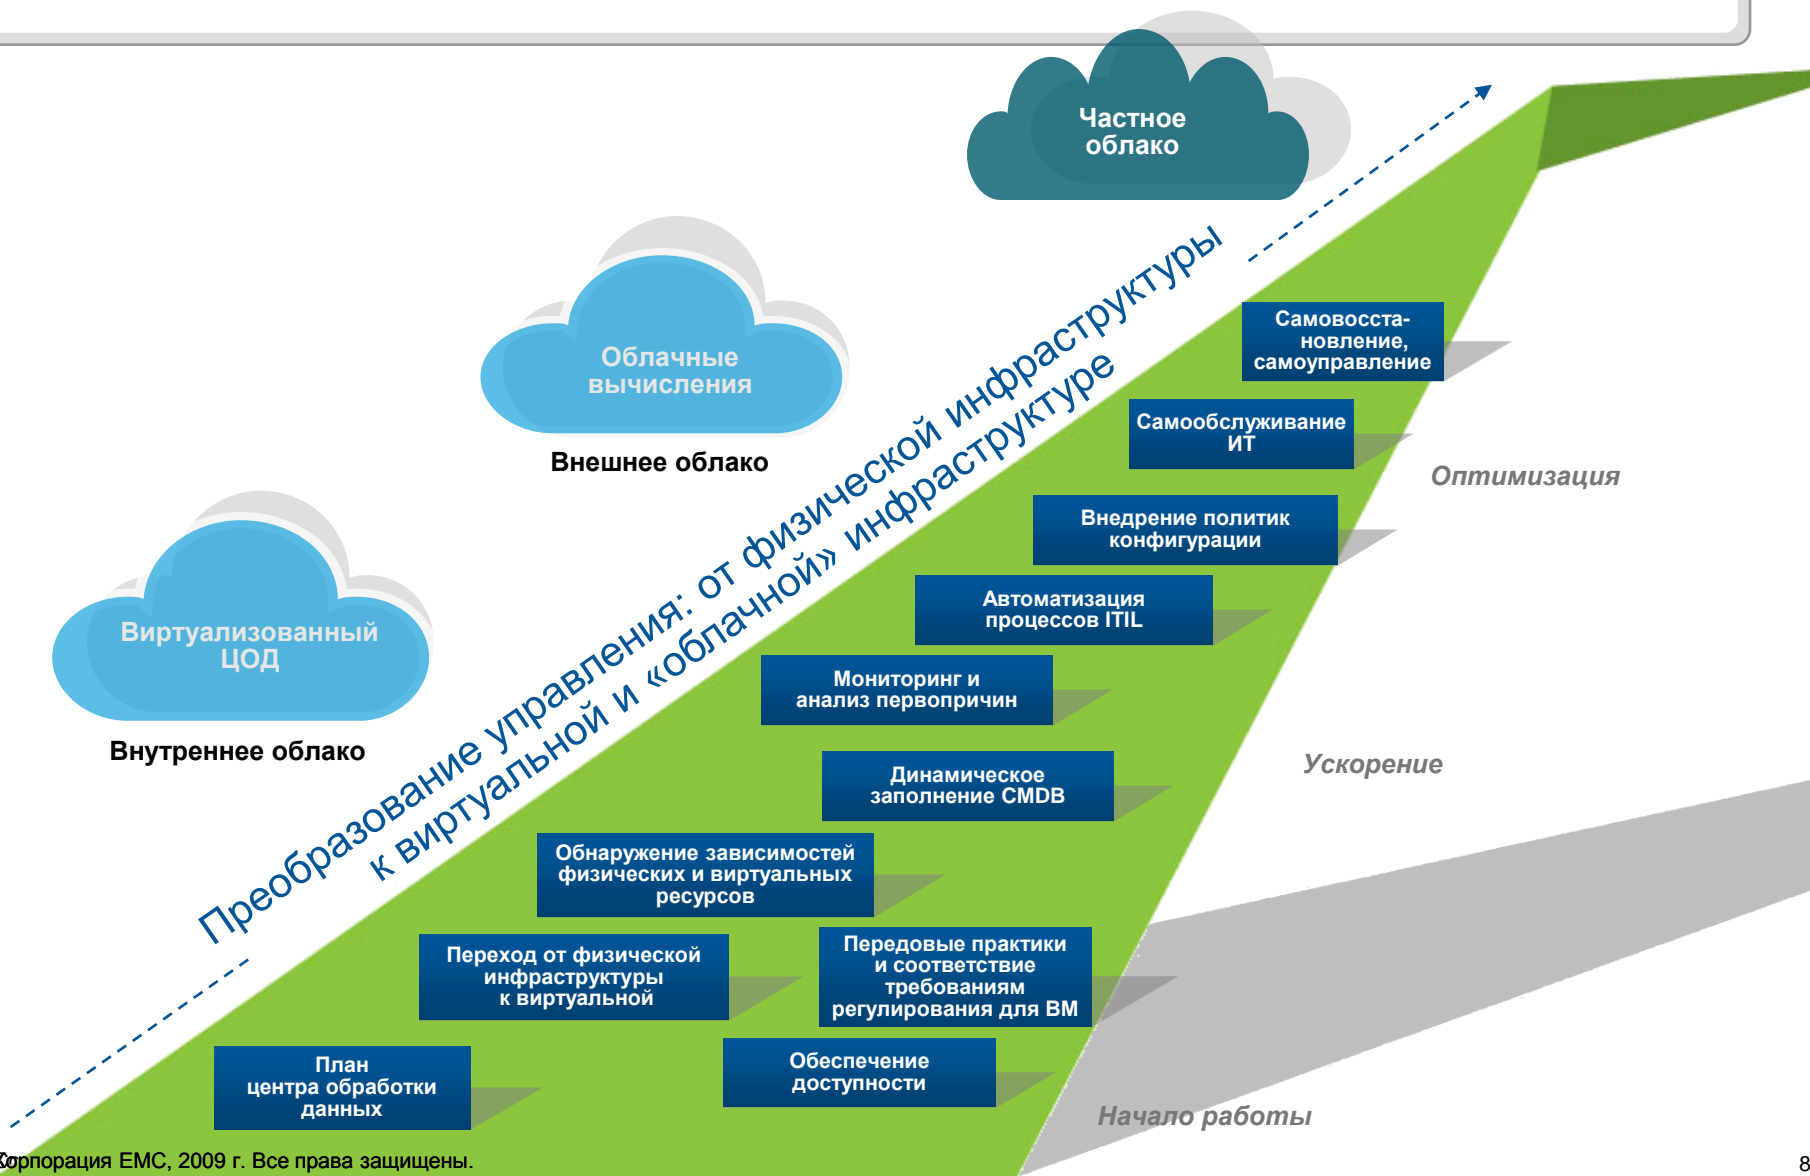 Частное
облако
Облачные
вычисления
Внешнее облако
Виртуализованный
ЦОД
Внутреннее облако
Преобразование управления: от физической инфраструктуры
к виртуальной и «облачной» инфраструктуре
Самовосста-
новление,
самоуправление
Самообслуживание
ИТ
Оптимизация
Внедрение политик
конфигурации
Автоматизация
процессов ITIL
Мониторинг и
анализ первопричин
Ускорение
Динамическое
заполнение CMDB
Обнаружение зависимостей
физических и виртуальных
ресурсов
Переход от физической
инфраструктуры
к виртуальной
Передовые практики
и соответствие
требованиям
регулирования для ВМ
План
центра обработки
данных
Обеспечение
доступности
Начало работы
Корпорация EMC, 2009 г. Все права защищены.
8